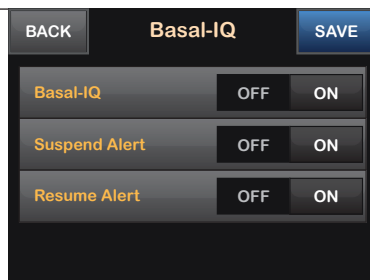 BACK Basal-IQ SAVE
Basal-IQ OFF ON
Suspend Alert OFF ON
Resume Alert OFF ON